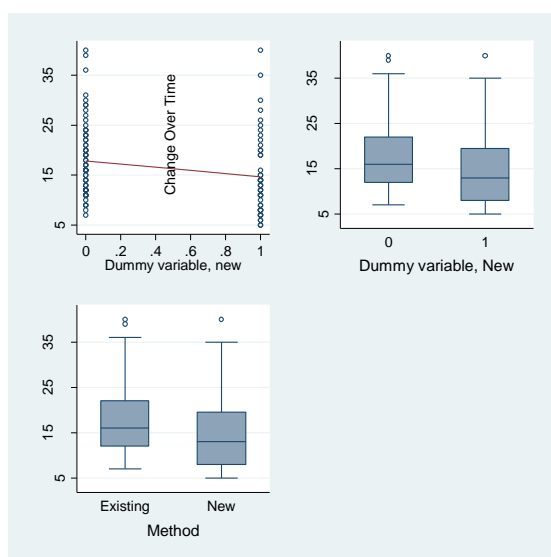 35
25
15
5
Change Over Time
0 .2 .4 .6 .8 1
Dummy variable, new
35
25
15
5
0 1
Dummy variable, New
35
25
15
5
Existing New
Method